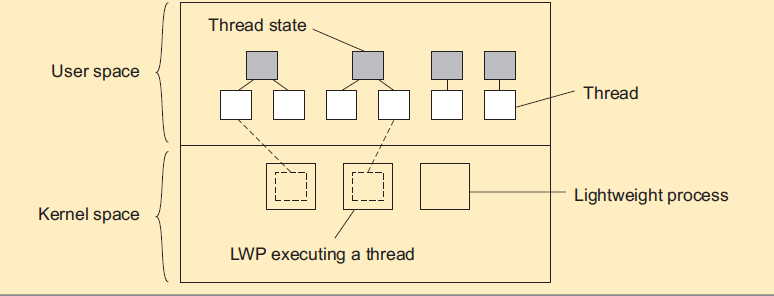 Thread state
User space
Thread
Kernel space
Lightweight process
LWP executing a thread